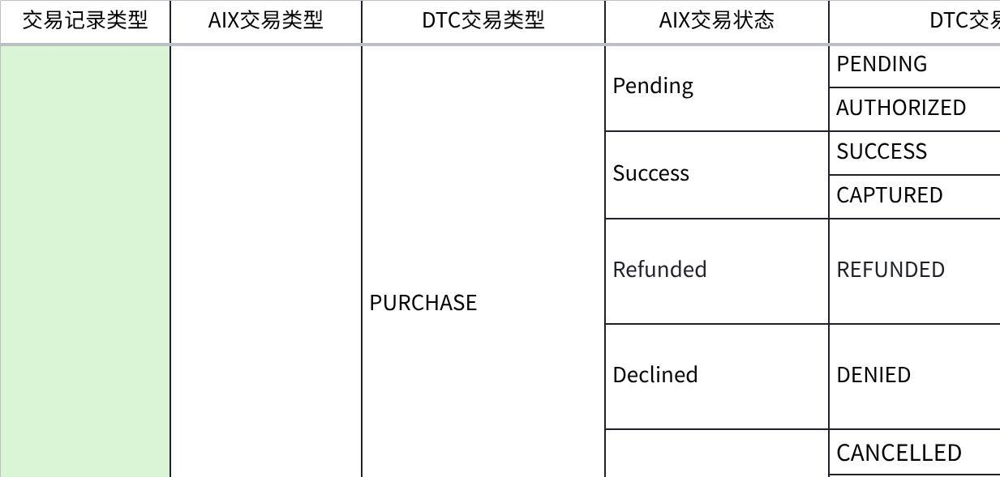 交易记录类型 AIX交易类型 DTC交易类型 AIX交易状态 DTC交易
PENDING
Pending
AUTHORIZED
SUCCESS
Success
CAPTURED
Refunded REFUNDED
PURCHASE
Declined DENIED
CANCELLED